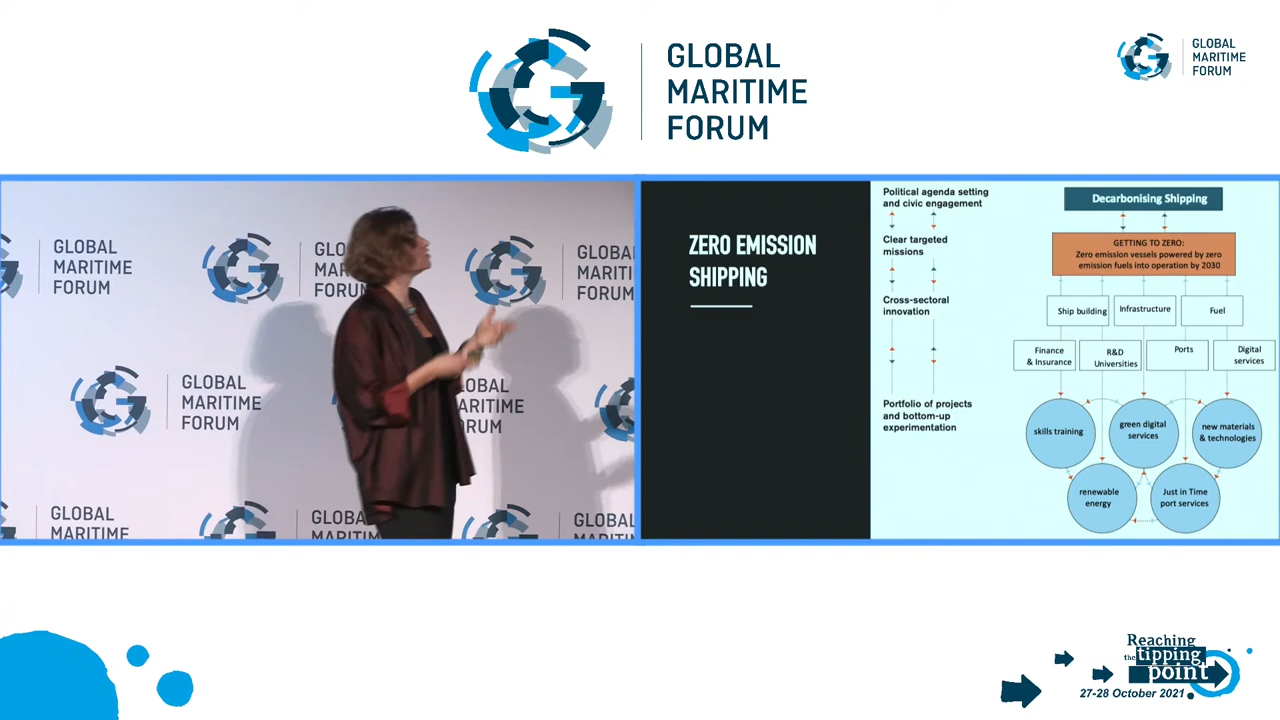 GLOBAL
MARITIME
FORUM
GLOBAL
MARITIME
FORUM
GLOBAL
MARITIME
FORUM
GLOBAL
FORUM
GLOBAL
GLOBAL
MARITIME
FORUM
GLOBAL
MARITIME
FORUM
GLOBAL
MARITIME
GLOBAL
GLOBAL
ZERO EMISSION
SHIPPING
Political agenda setting
and civic engagement
Clear targeted
missions
Cross-sectoral
innovation
Portfolio of projects
and bottom-up
experimentation
Decarbonising Shipping
GETTING TO ZERO:
Zero emission vessels powered by zero
emission fuels into operation by 2030
Ship building
Infrastructure
Fuel
Finance
& Insurance
R&D
Universities
Ports
Digital
services
skills training
green digital
services
new materials
& technologies
renewable
energy
Just in Time
port services
Reaching
the tipping
point
27-28 October 2021